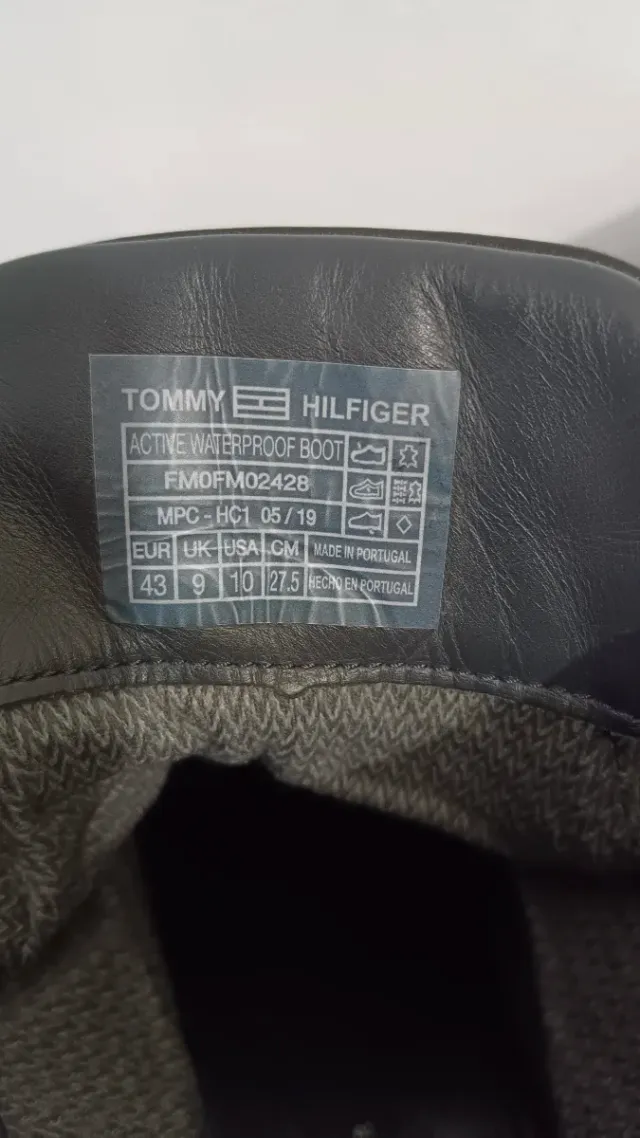 TOMMY HILFIGER
ACTIVE WATERPROOF BOOT
FM0FM02428
MPC - HC1 05/19
EUR UK USA CM MADE IN PORTUGAL
43 9 10 27.5 HECHO EN PORTUGAL